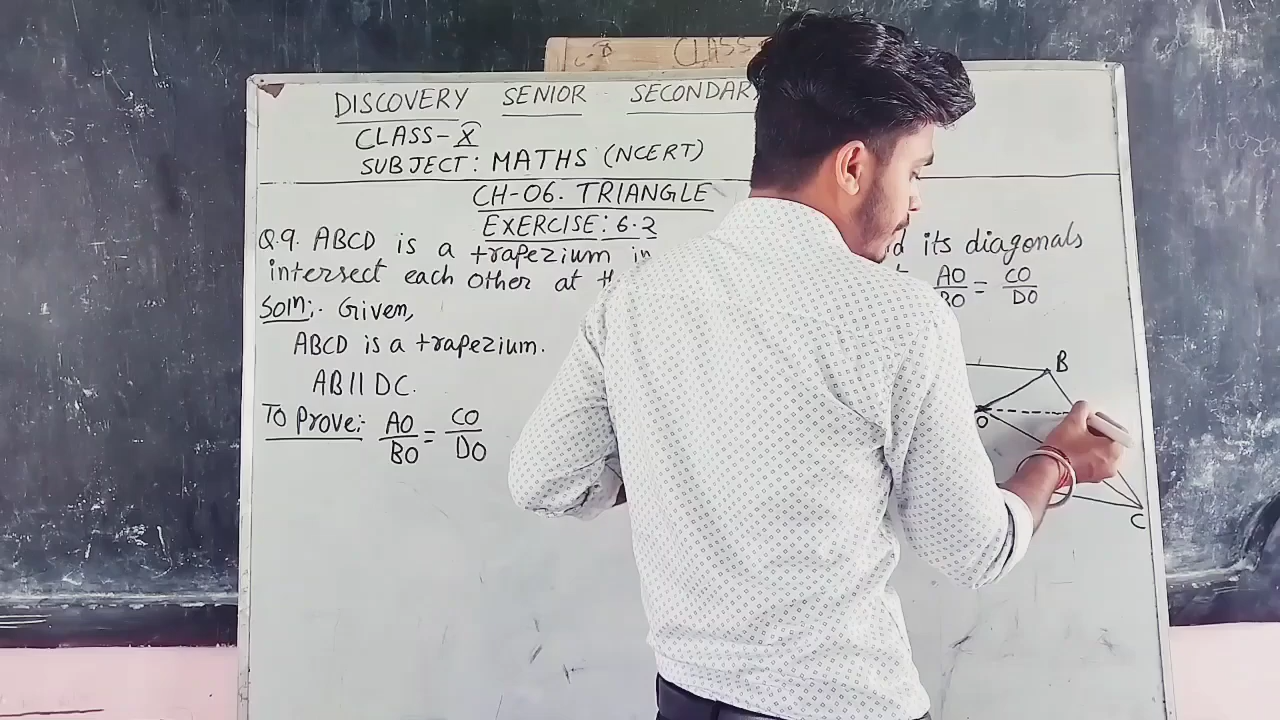 CLASS
DISCOVERY SENIOR SECONDARY
CLASS-X
SUBJECT: MATHS (NCERT)
CH-06. TRIANGLE
EXERCISE: 6.2
Q.9. ABCD is a trapezium in its diagonals
intersect each other at AO/BO = CO/DO
Soln:- Given,
ABCD is a trapezium.
AB || DC.
To Prove:- AO/BO = CO/DO
B
O
C